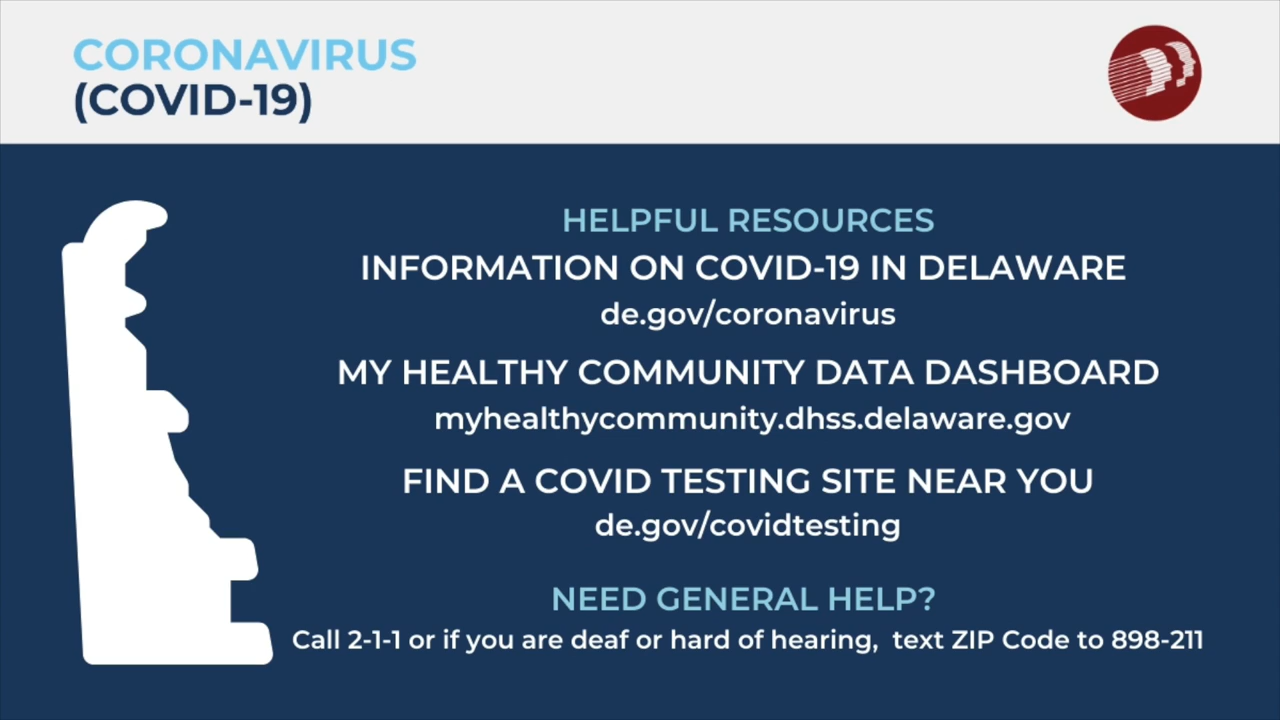 CORONAVIRUS
(COVID-19)
HELPFUL RESOURCES
INFORMATION ON COVID-19 IN DELAWARE
de.gov/coronavirus
MY HEALTHY COMMUNITY DATA DASHBOARD
myhealthycommunity.dhss.delaware.gov
FIND A COVID TESTING SITE NEAR YOU
de.gov/covidtesting
NEED GENERAL HELP?
Call 2-1-1 or if you are deaf or hard of hearing, text ZIP Code to 898-211